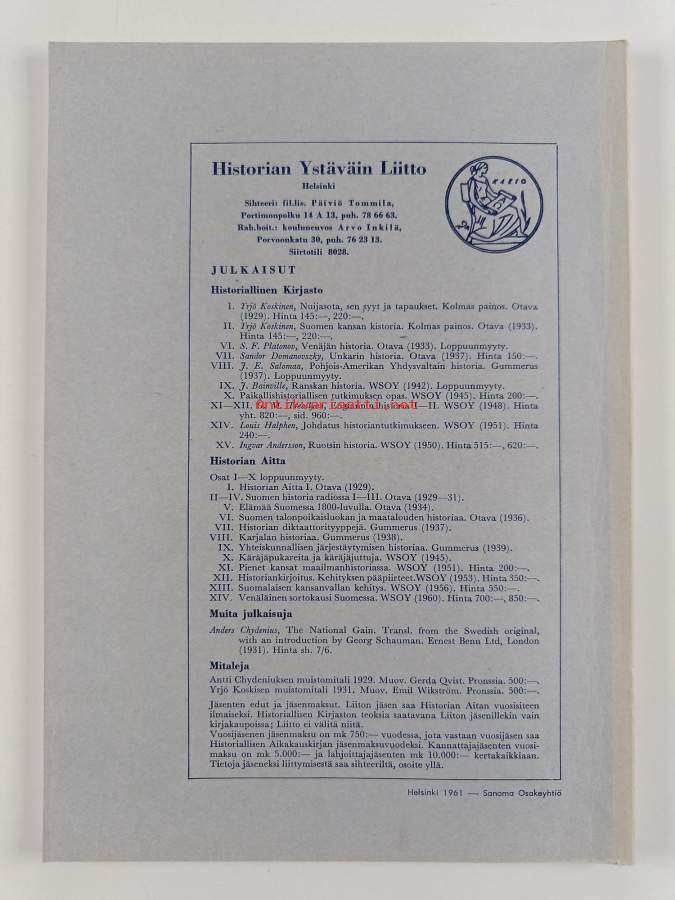 Historian Ystäväin Liitto
Helsinki
Sihteeri: fil.lis. Päiviö Tommila,
Portimonpolku 14 A 13, puh. 78 66 63.
Rah.hoit.: kouluneuvos Arvo Inkilä,
Porvoonkatu 30, puh. 76 23 13.
Siirtotili 8028.
KLEIO
JULKAISUT
Historiallinen Kirjasto
I. Yrjö Koskinen, Nuijasota, sen syyt ja tapaukset. Kolmas painos. Otava
(1929). Hinta 145:—, 220:—.
II. Yrjö Koskinen, Suomen kansan historia. Kolmas painos. Otava (1933).
Hinta 145:—, 220:—.
VI. S. F. Platonov, Venäjän historia. Otava (1933). Loppuunmyyty.
VII. Sandor Domanovszky, Unkarin historia. Otava (1937). Hinta 150:—.
VIII. J. E. Salomaa, Pohjois-Amerikan Yhdysvaltain historia. Gummerus
(1937). Loppuunmyyty.
IX. J. Bainville, Ranskan historia. WSOY (1942). Loppuunmyyty.
X. Paikallishistoriallisen tutkimuksen opas. WSOY (1945). Hinta 200:—.
XI—XII. I—II. WSOY (1948). Hinta
yht. 820:—, sid. 960:—.
XIV. Louis Halphen, Johdatus historiantutkimukseen. WSOY (1951). Hinta
240:—.
XV. Ingvar Andersson, Ruotsin historia. WSOY (1950). Hinta 515:—, 620:—.
Historian Aitta
Osat I—X loppuunmyyty.
I. Historian Aitta I. Otava (1929).
II—IV. Suomen historia radiossa I—III. Otava (1929—31).
V. Elämää Suomessa 1800-luvulla. Otava (1934).
VI. Suomen talonpoikaisluokan ja maatalouden historiaa. Otava (1936).
VII. Historian diktaattorityyppejä. Gummerus (1937).
VIII. Karjalan historiaa. Gummerus (1938).
IX. Yhteiskunnallisen järjestäytymisen historiaa. Gummerus (1939).
X. Käräjäpukareita ja käräjäjuttuja. WSOY (1945).
XI. Pienet kansat maailmanhistoriassa. WSOY (1951). Hinta 200:—.
XII. Historiankirjoitus. Kehityksen pääpiirteet. WSOY (1953). Hinta 350:—.
XIII. Suomalaisen kansanvallan kehitys. WSOY (1956). Hinta 550:—.
XIV. Venäläinen sortokausi Suomessa. WSOY (1960). Hinta 700:—, 850:—.
Muita julkaisuja
Anders Chydenius, The National Gain. Transl. from the Swedish original,
with an introduction by Georg Schauman. Ernest Benn Ltd, London
(1931). Hinta sh. 7/6.
Mitaleja
Antti Chydeniuksen muistomitali 1929. Muov. Gerda Qvist. Pronssia. 500:—.
Yrjö Koskisen muistomitali 1931. Muov. Emil Wikström. Pronssia. 500:—.
Jäsenten edut ja jäsenmaksut. Liiton jäsen saa Historian Aitan vuosisiteen
ilmaiseksi. Historiallisen Kirjaston teoksia saatavana Liiton jäsenillekin vain
kirjakaupoissa; Liitto ei välitä niitä.
Vuosijäsenen jäsenmaksu on mk 750:— vuodessa, jota vastaan vuosijäsen saa
Historiallisen Aikakauskirjan jäsenmaksuvuodeksi. Kannattajajäsenten vuosi-
maksu on mk 5.000:— ja lahjoittajajäsenten mk 10.000:— kertakaikkiaan.
Tietoja jäseneksi liittymisestä saa sihteeriltä, osoite yllä.
Helsinki 1961 — Sanoma Osakeyhtiö